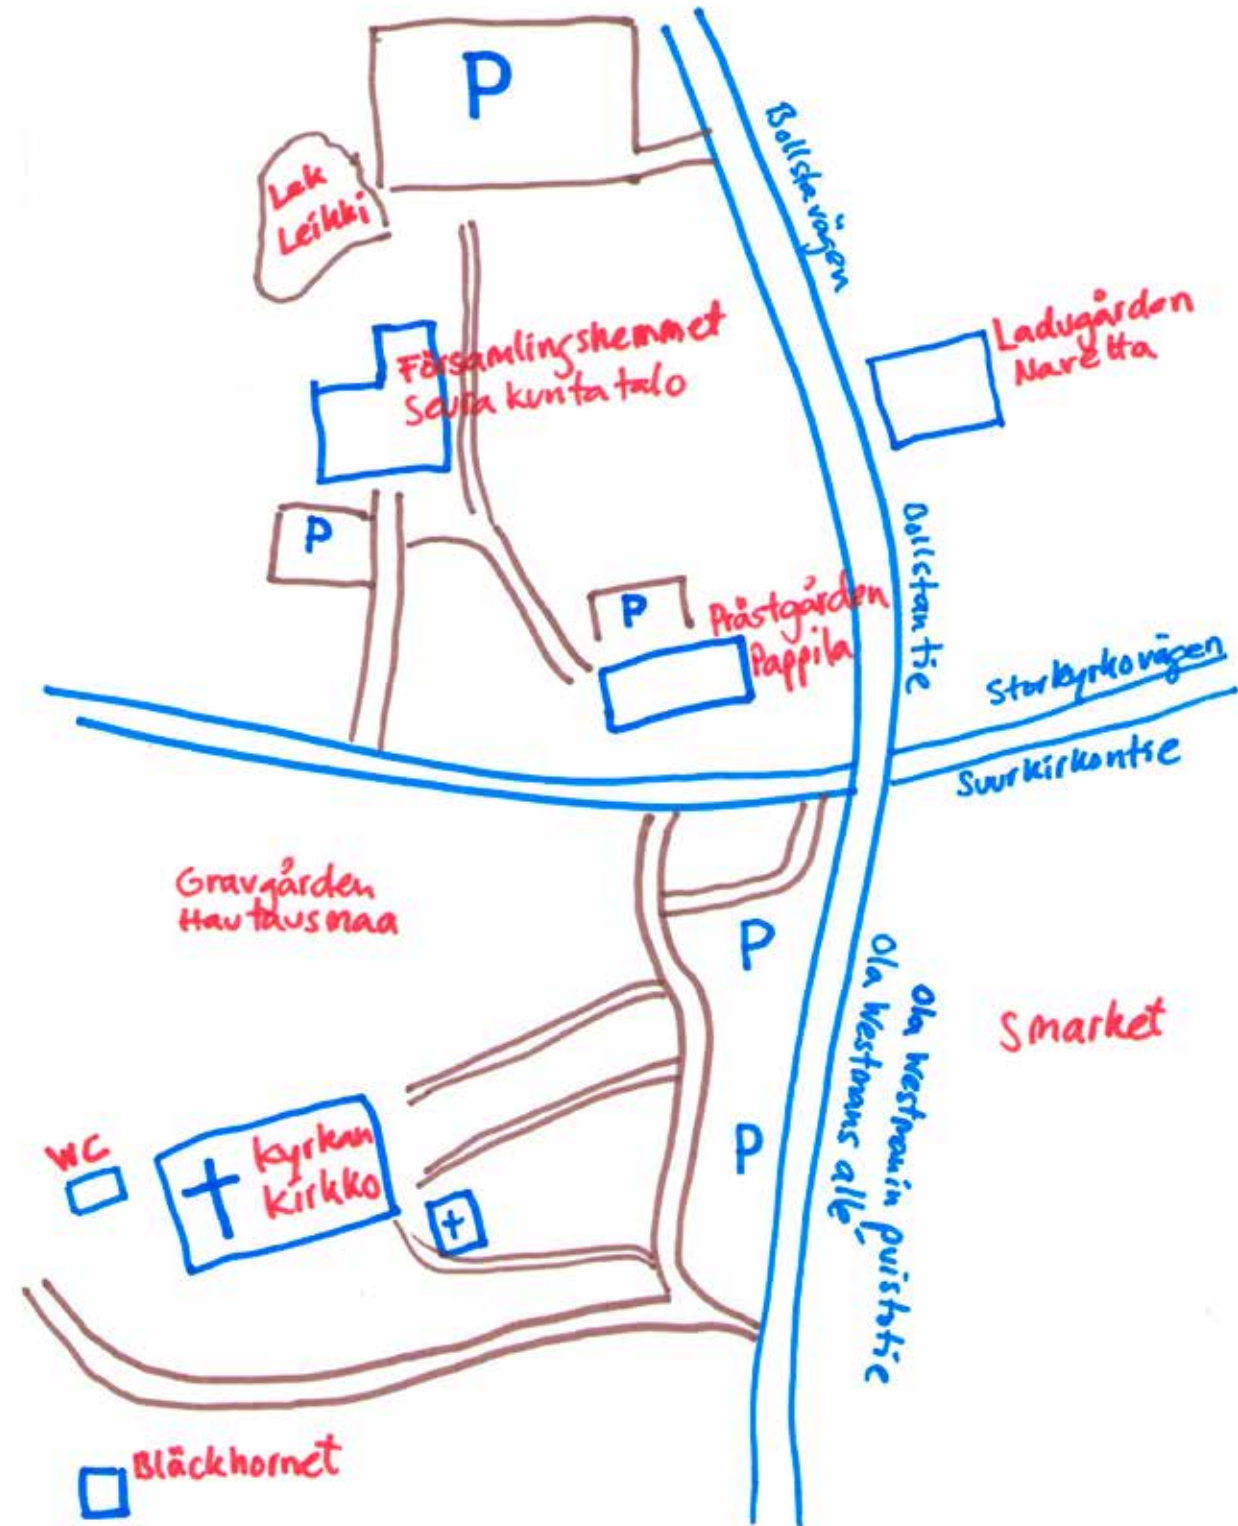 P
Bollstavägen
Lek
Leikki
Församlingshemmet
Seurakuntatalo
Ladugården
Navetta
P
Bollstantie
P
Prästgården
Pappila
Storkyrkovägen
Suurkirkontie
Gravgården
Hautausmaa
P
Ola Westmanin puistotie
Ola Westmans allé
S market
P
WC
Kyrkan
Kirkko
Bläckhornet